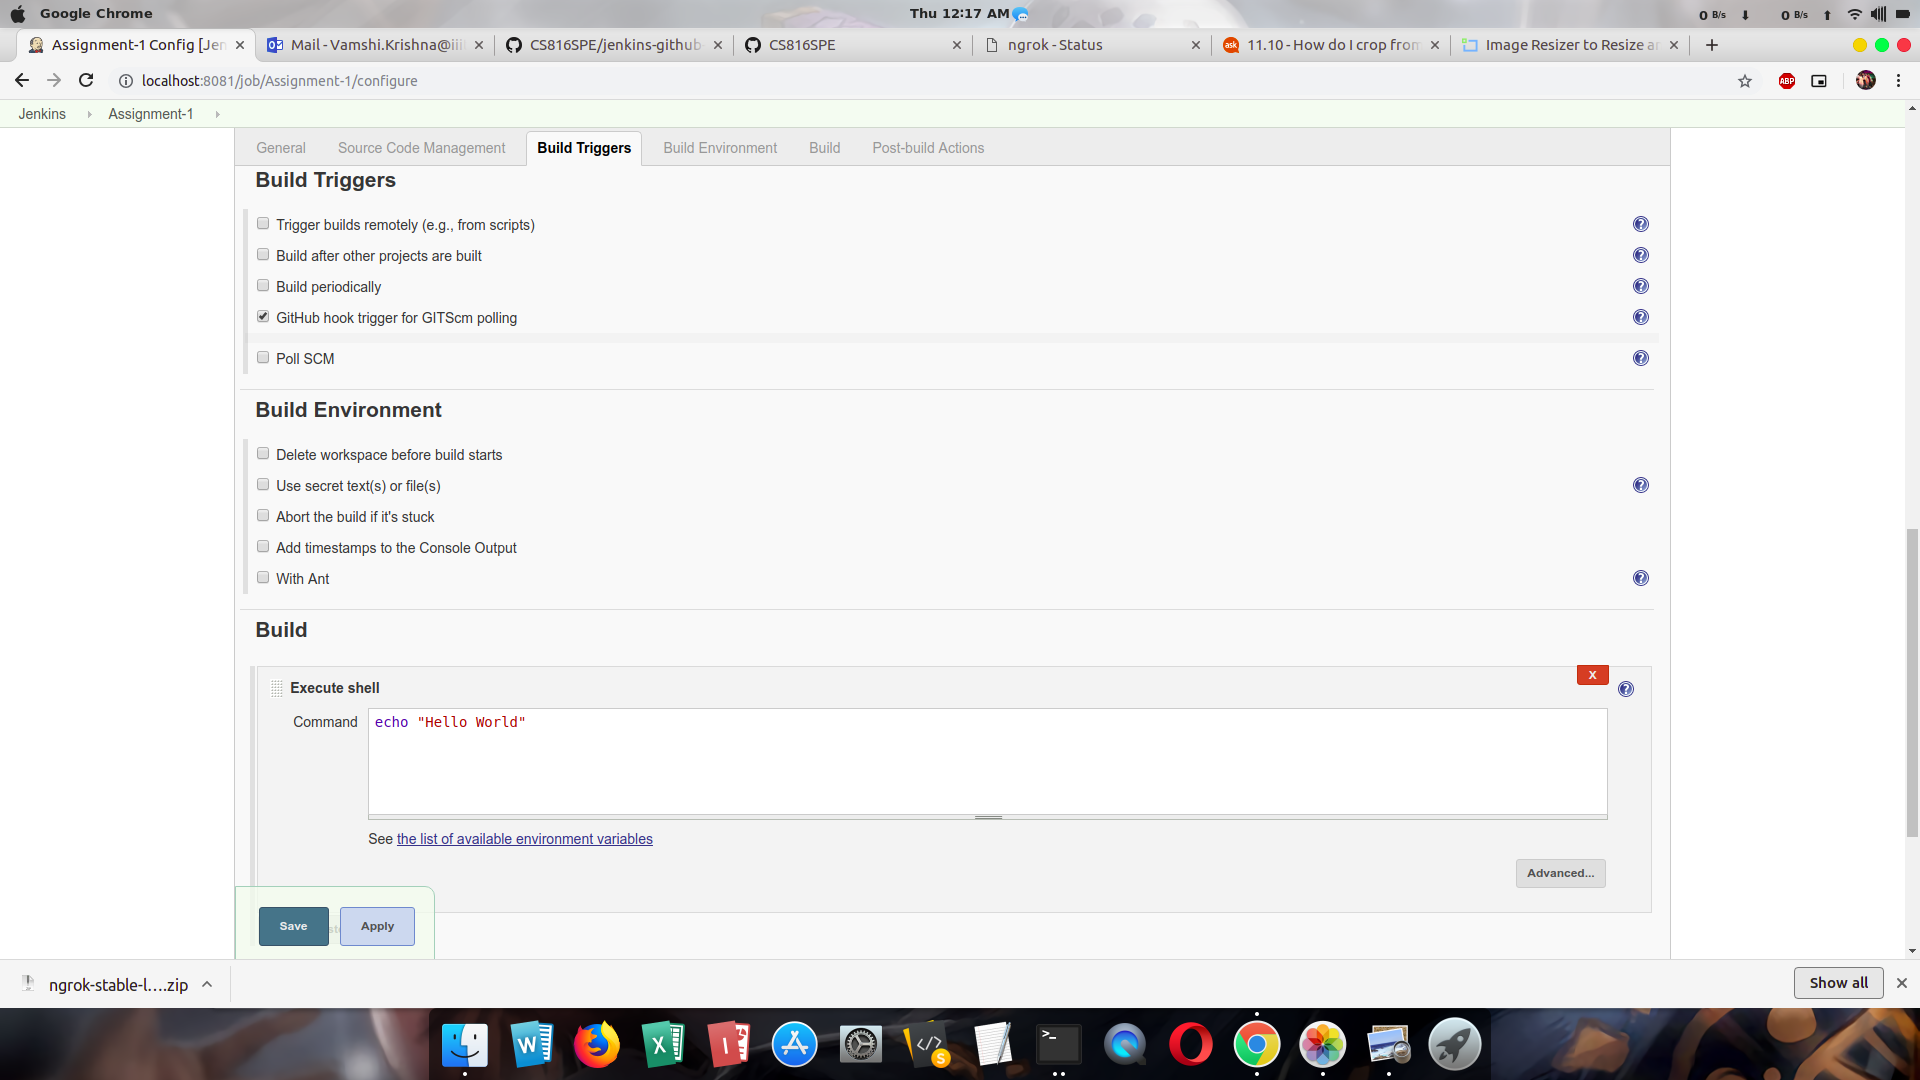 Google Chrome
Thu 12:17 AM
0 B/s 0 B/s
Assignment-1 Config [Jen
Mail - Vamshi.Krishna@iiit
CS816SPE/jenkins-github
CS816SPE
ngrok - Status
ask 11.10 - How do I crop from
Image Resizer to Resize an
localhost:8081/job/Assignment-1/configure
ABP
Jenkins Assignment-1
General Source Code Management Build Triggers Build Environment Build Post-build Actions
Build Triggers
Trigger builds remotely (e.g., from scripts)
Build after other projects are built
Build periodically
GitHub hook trigger for GITScm polling
Poll SCM
Build Environment
Delete workspace before build starts
Use secret text(s) or file(s)
Abort the build if it's stuck
Add timestamps to the Console Output
With Ant
Build
X
Execute shell
Command echo "Hello World"
See the list of available environment variables
Advanced...
Save Apply
ngrok-stable-l....zip
Show all